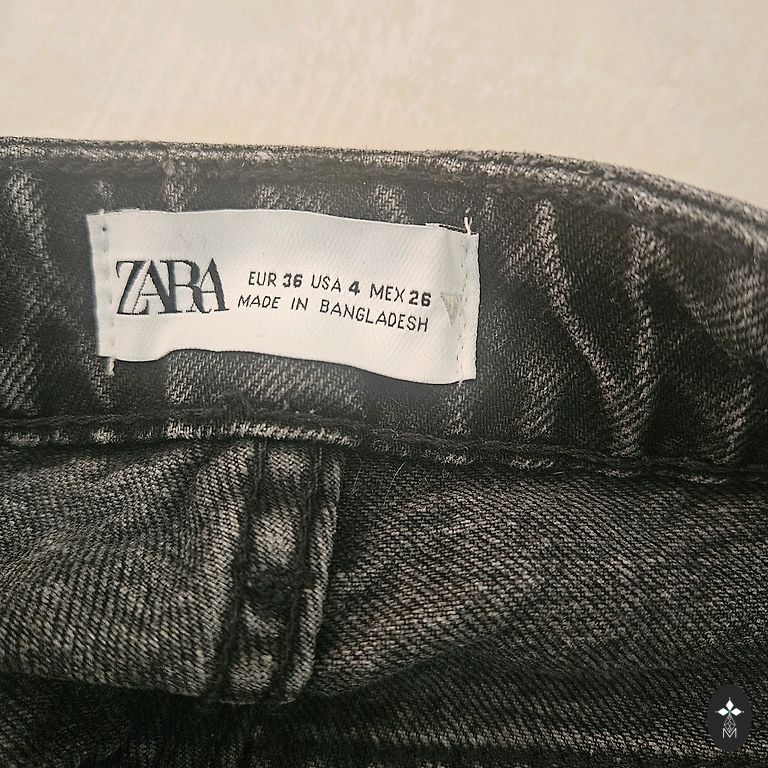 ZARA
EUR 36 USA 4 MEX 26
MADE IN BANGLADESH
M